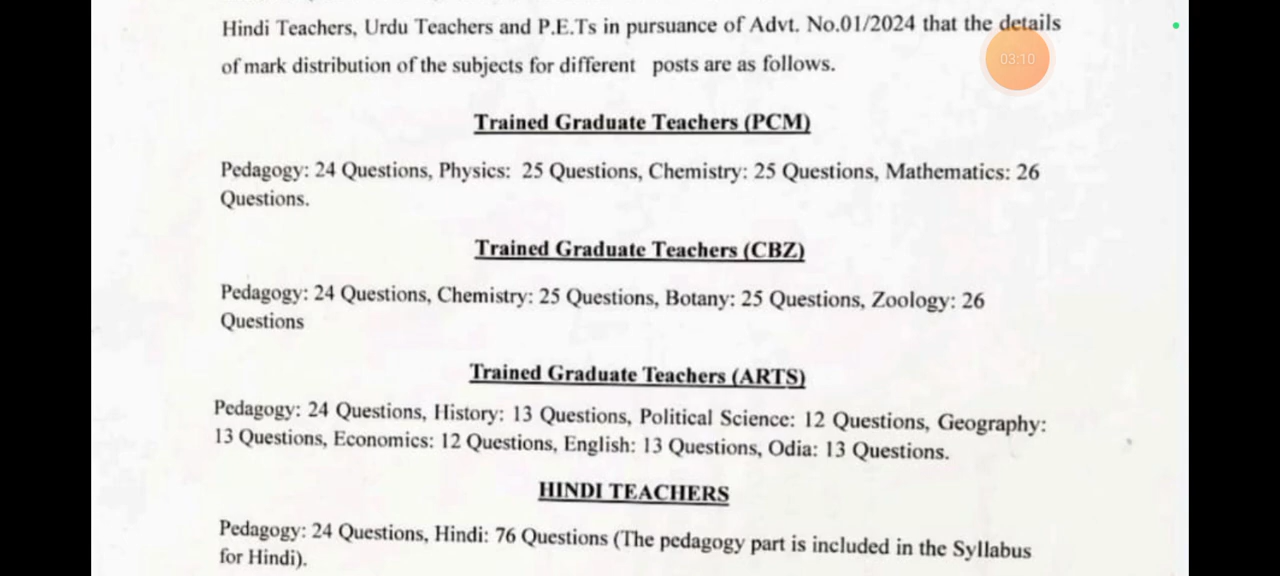 Hindi Teachers, Urdu Teachers and P.E.Ts in pursuance of Advt. No.01/2024 that the details
03:10
of mark distribution of the subjects for different posts are as follows.
Trained Graduate Teachers (PCM)
Pedagogy: 24 Questions, Physics: 25 Questions, Chemistry: 25 Questions, Mathematics: 26
Questions.
Trained Graduate Teachers (CBZ)
Pedagogy: 24 Questions, Chemistry: 25 Questions, Botany: 25 Questions, Zoology: 26
Questions
Trained Graduate Teachers (ARTS)
Pedagogy: 24 Questions, History: 13 Questions, Political Science: 12 Questions, Geography:
13 Questions, Economics: 12 Questions, English: 13 Questions, Odia: 13 Questions.
HINDI TEACHERS
Pedagogy: 24 Questions, Hindi: 76 Questions (The pedagogy part is included in the Syllabus
for Hindi).